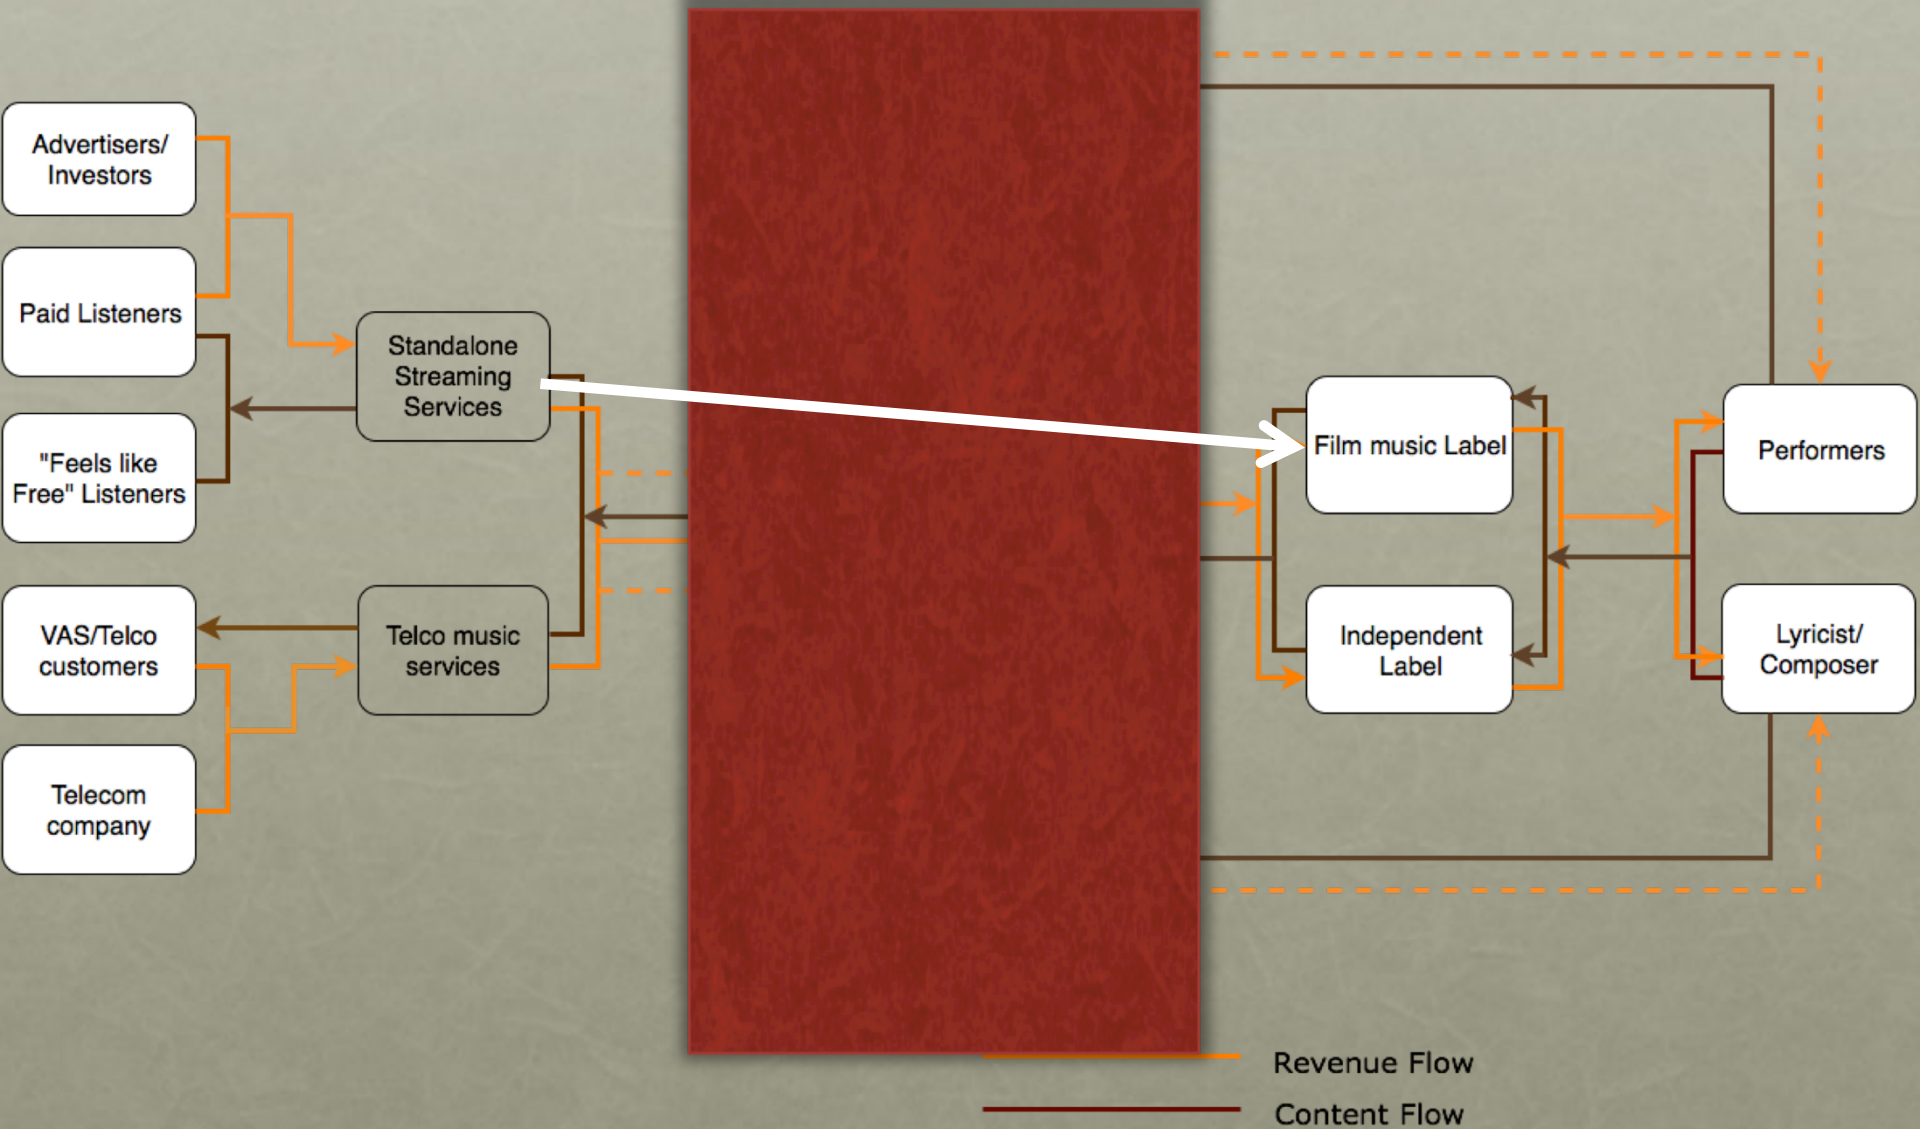 Advertisers/
Investors
Paid Listeners
"Feels like
Free" Listeners
VAS/Telco
customers
Telecom
company
Standalone
Streaming
Services
Telco music
services
Film music Label
Independent
Label
Performers
Lyricist/
Composer
Revenue Flow
Content Flow